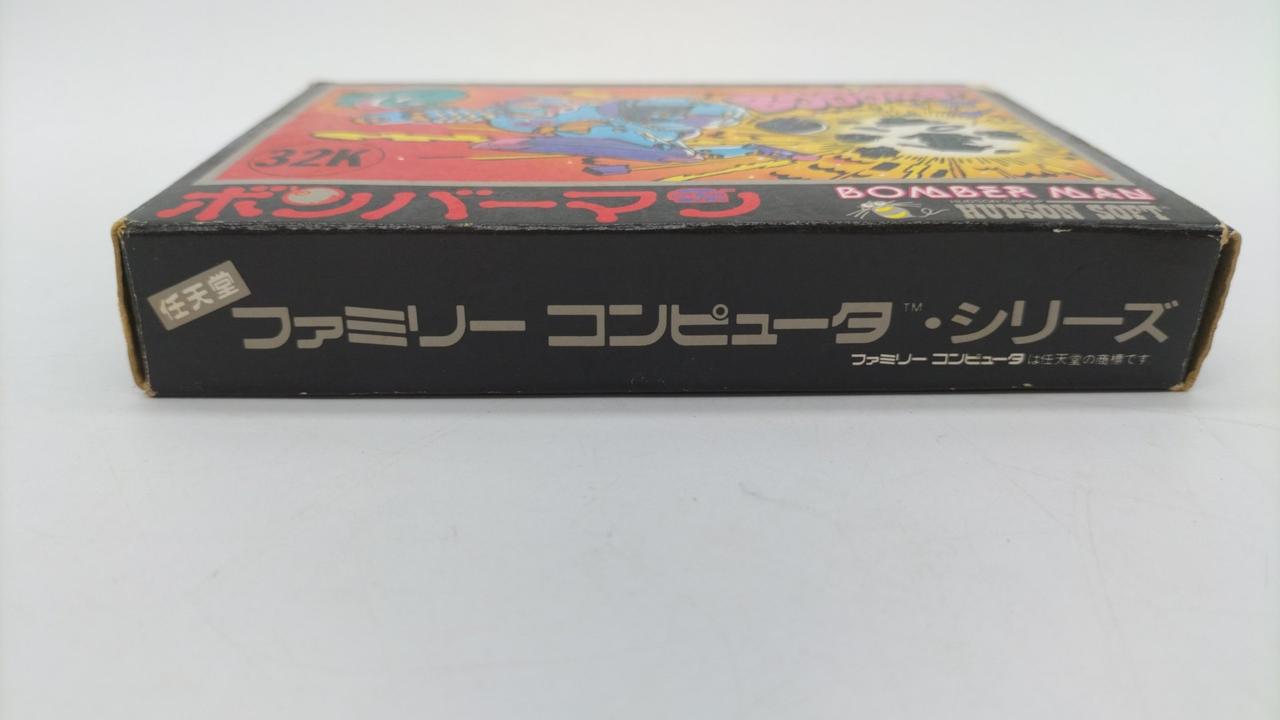 32K
ボンバーマン
BOMBER MAN
HUDSON GROUP
HUDSON SOFT
任天堂
ファミリー コンピュータ™・シリーズ
ファミリー コンピュータは任天堂の商標です